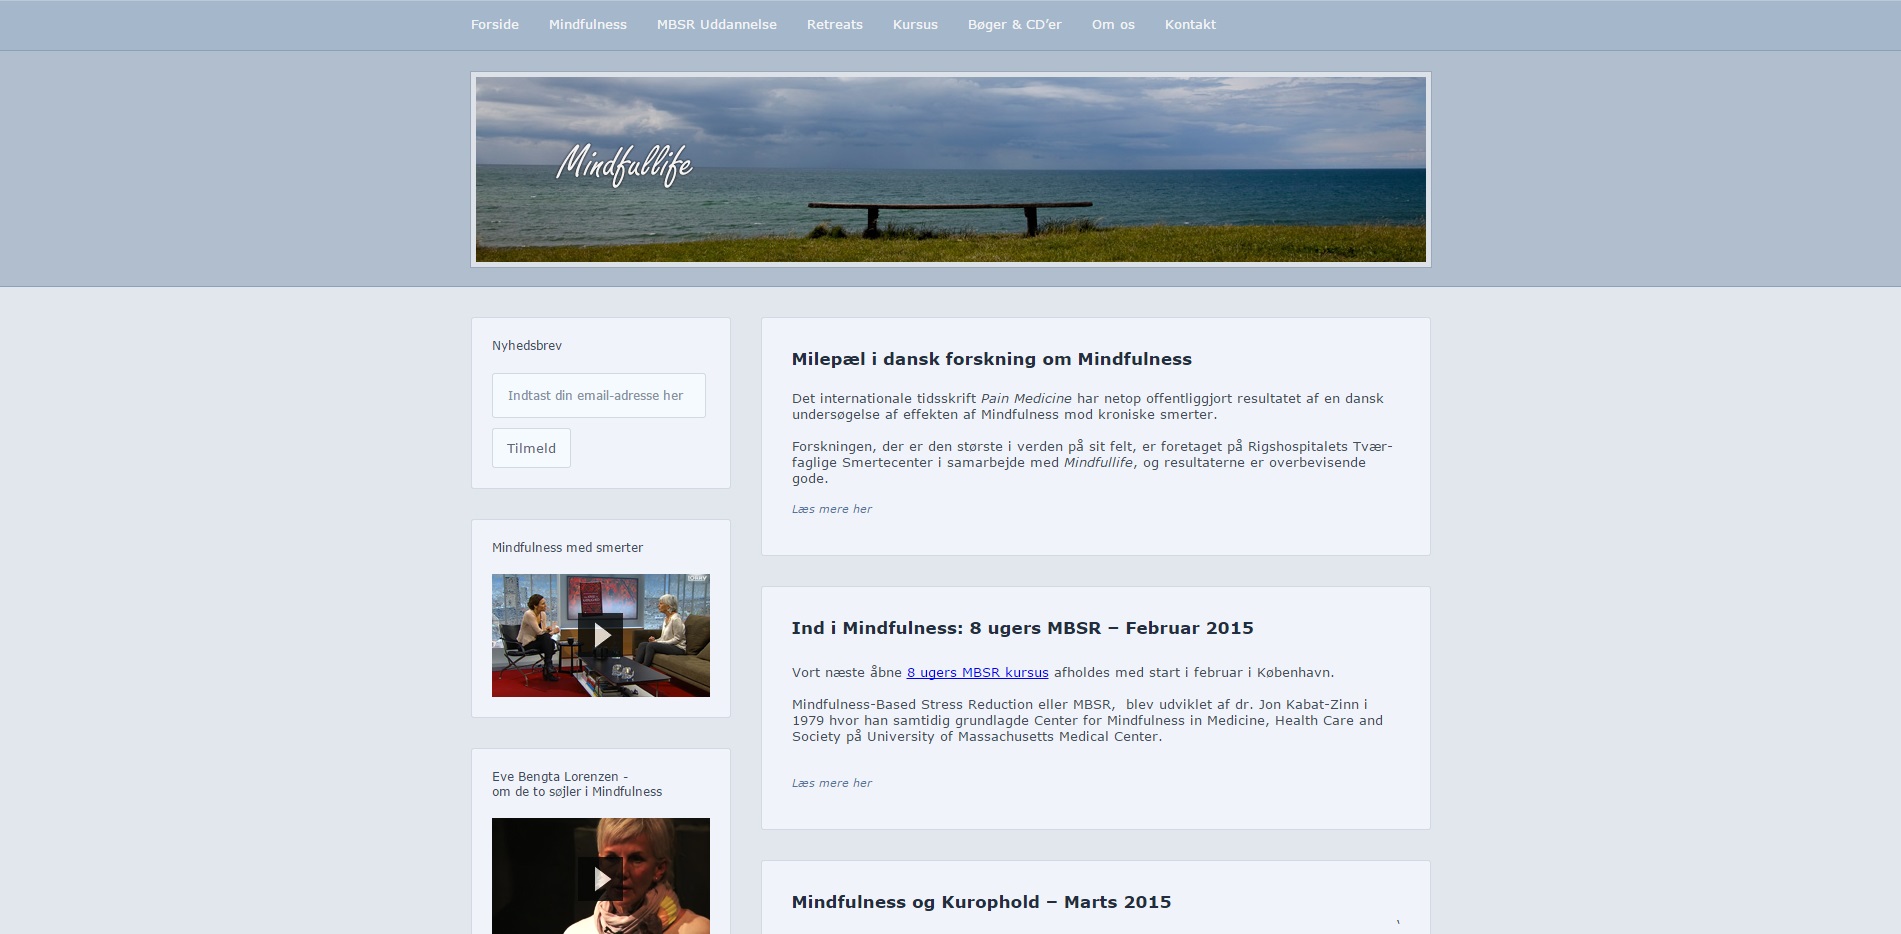 Forside Mindfulness MBSR Uddannelse Retreats Kursus Bøger & CD’er Om os Kontakt
Mindfullife
Nyhedsbrev
Indtast din email-adresse her
Tilmeld
Mindfulness med smerter
Eve Bengta Lorenzen -
om de to søjler i Mindfulness
Milepæl i dansk forskning om Mindfulness
Det internationale tidsskrift Pain Medicine har netop offentliggjort resultatet af en dansk
undersøgelse af effekten af Mindfulness mod kroniske smerter.
Forskningen, der er den største i verden på sit felt, er foretaget på Rigshospitalets Tvær-
faglige Smertecenter i samarbejde med Mindfullife, og resultaterne er overbevisende
gode.
Læs mere her
Ind i Mindfulness: 8 ugers MBSR – Februar 2015
Vort næste åbne 8 ugers MBSR kursus afholdes med start i februar i København.
Mindfulness-Based Stress Reduction eller MBSR,  blev udviklet af dr. Jon Kabat-Zinn i
1979 hvor han samtidig grundlagde Center for Mindfulness in Medicine, Health Care and
Society på University of Massachusetts Medical Center.
Læs mere her
Mindfulness og Kurophold – Marts 2015